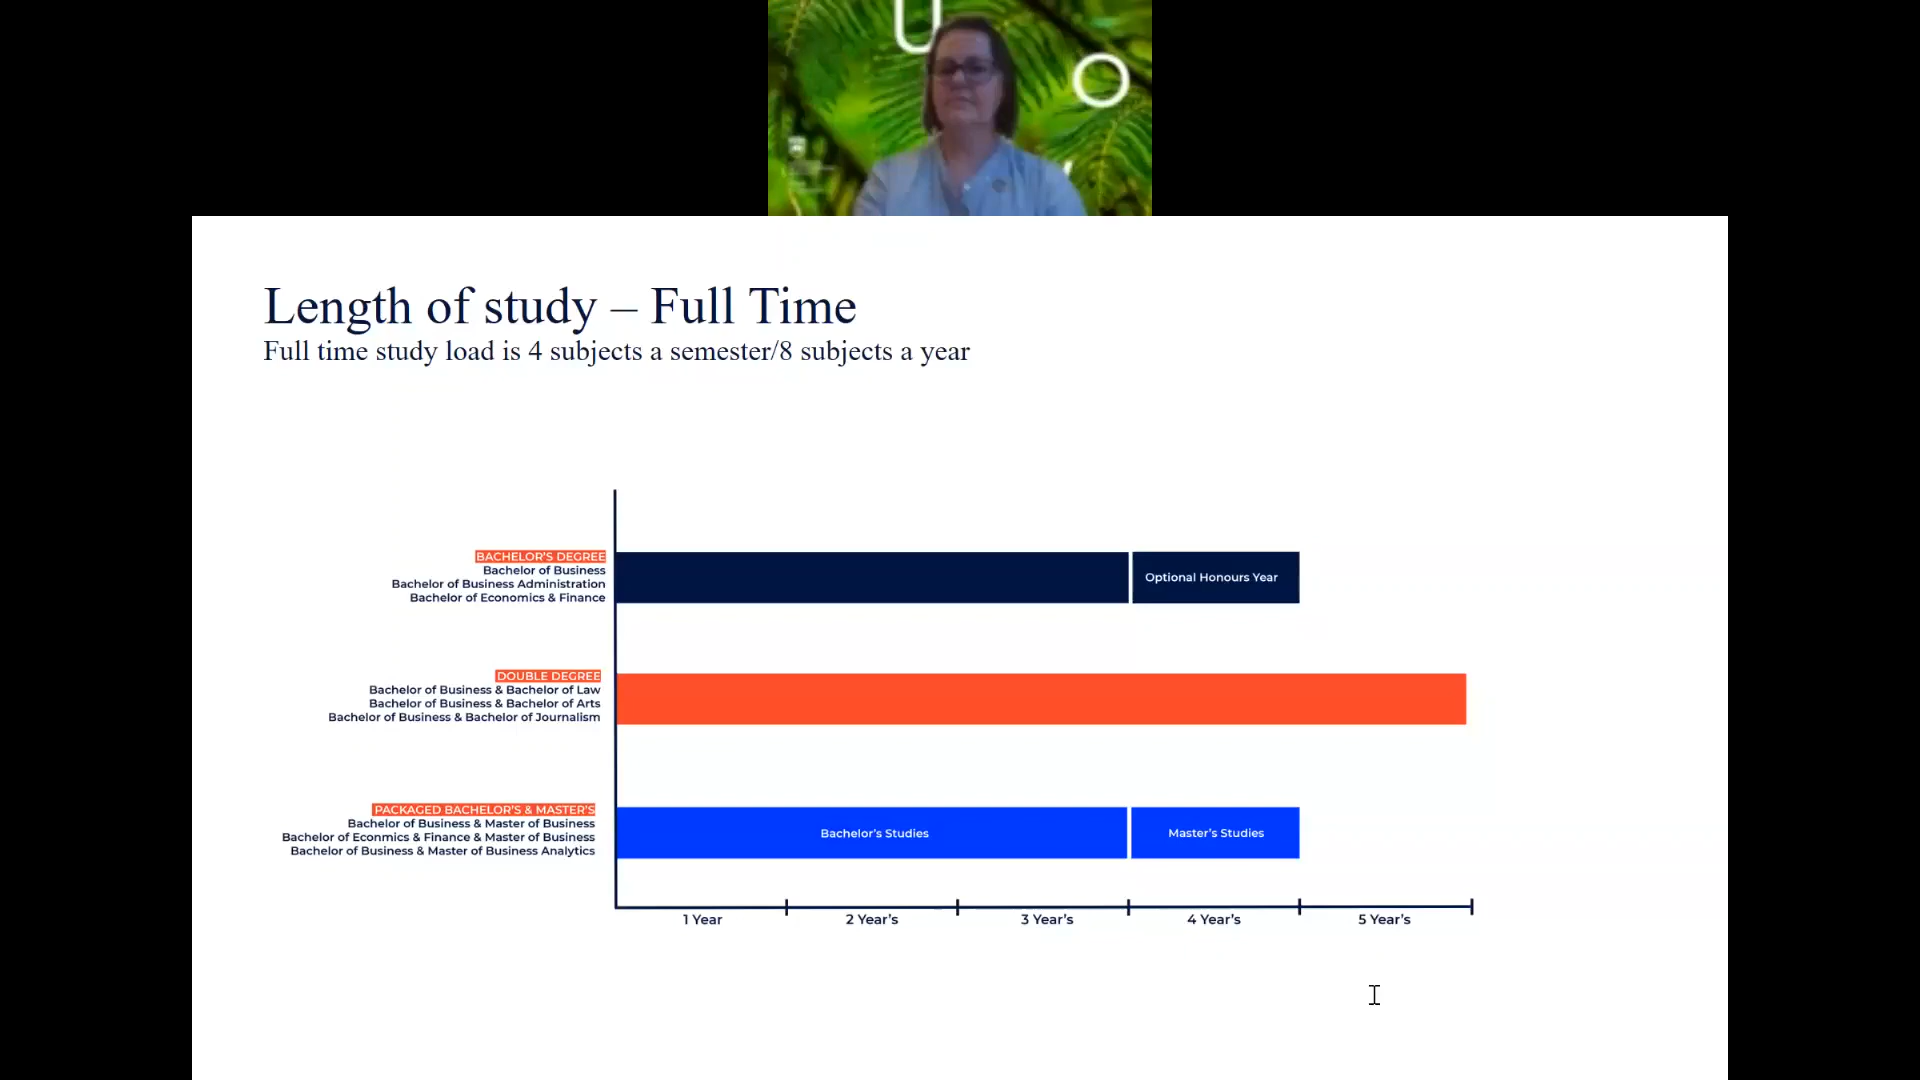 U
O
Length of study – Full Time
Full time study load is 4 subjects a semester/8 subjects a year
BACHELOR'S DEGREE
Bachelor of Business
Bachelor of Business Administration
Bachelor of Economics & Finance
Optional Honours Year
DOUBLE DEGREE
Bachelor of Business & Bachelor of Law
Bachelor of Business & Bachelor of Arts
Bachelor of Business & Bachelor of Journalism
PACKAGED BACHELOR'S & MASTER'S
Bachelor of Business & Master of Business
Bachelor of Econmics & Finance & Master of Business
Bachelor of Business & Master of Business Analytics
Bachelor's Studies
Master's Studies
1 Year
2 Year's
3 Year's
4 Year's
5 Year's